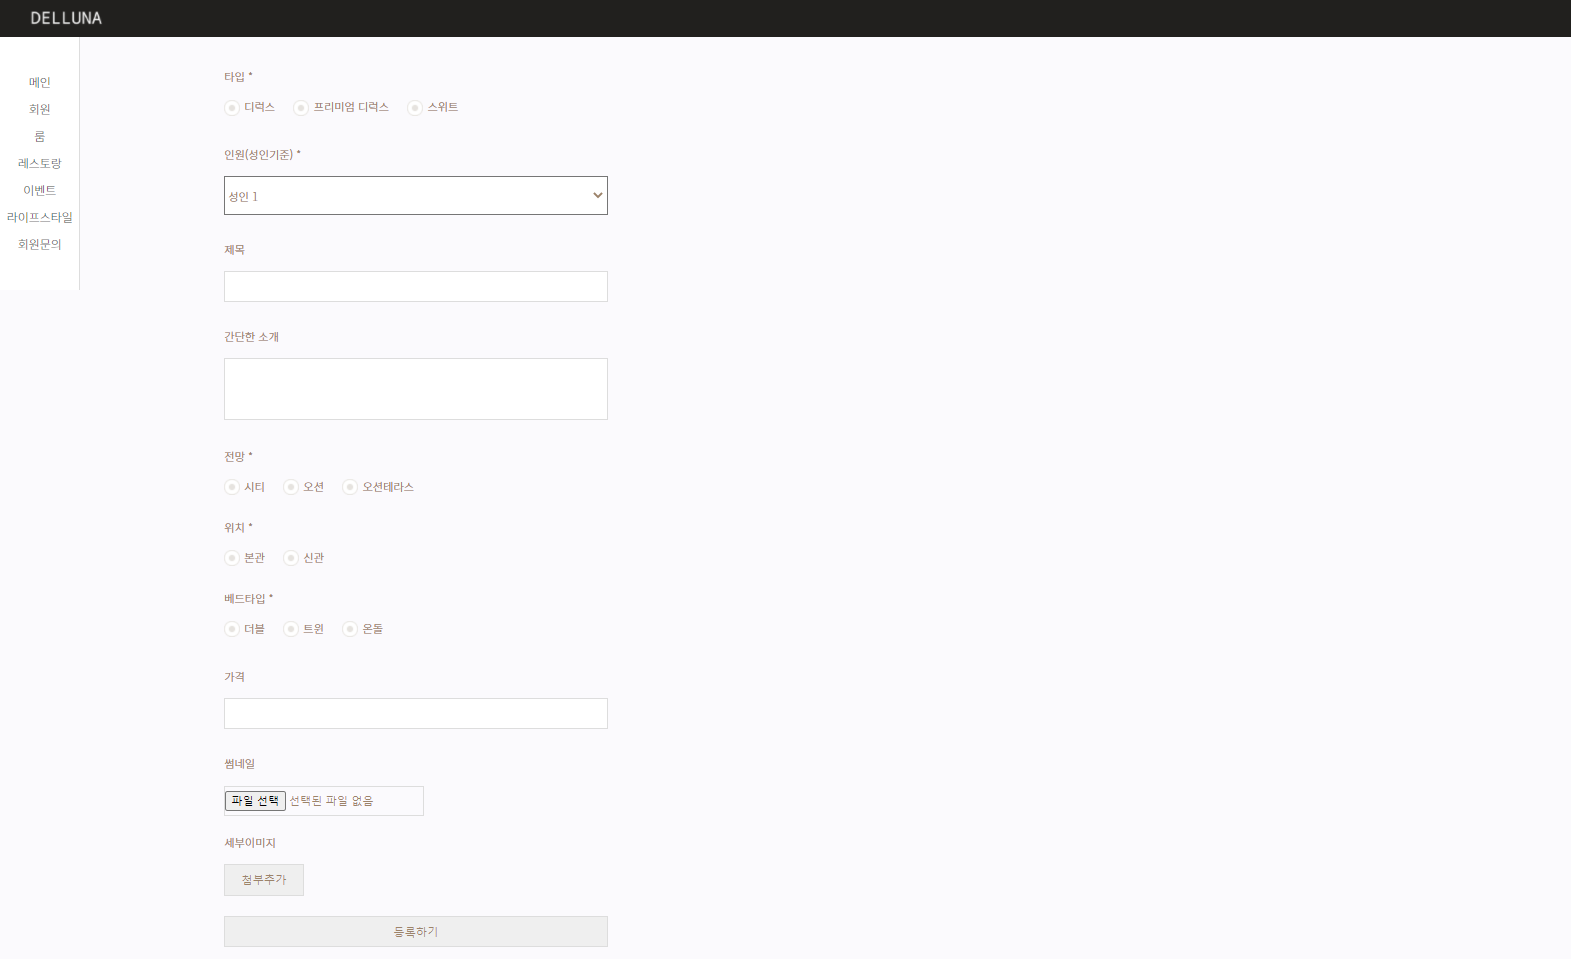 DELLUNA
메인
회원
룸
레스토랑
이벤트
라이프스타일
회원문의
타입 *
디럭스 프리미엄 디럭스 스위트
인원(성인기준) *
성인 1
제목
간단한 소개
전망 *
시티 오션 오션테라스
위치 *
본관 신관
베드타입 *
더블 트윈 온돌
가격
썸네일
파일 선택 선택된 파일 없음
세부이미지
첨부추가
등록하기